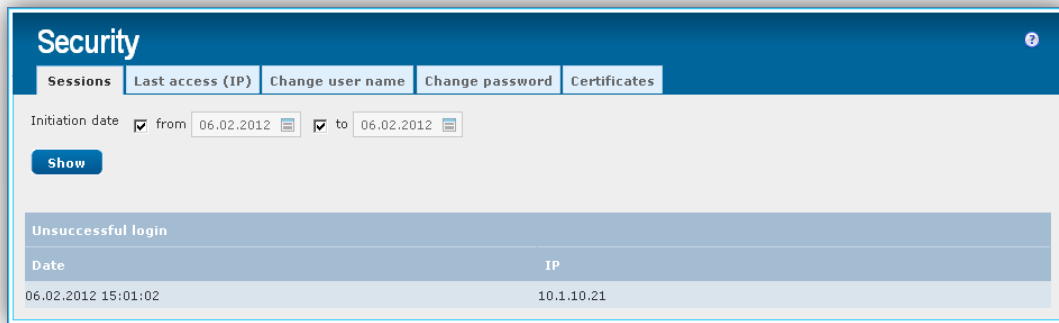 Security
?
Sessions Last access (IP) Change user name Change password Certificates
Initiation date from 06.02.2012 to 06.02.2012
Show
Unsuccessful login
Date IP
06.02.2012 15:01:02 10.1.10.21